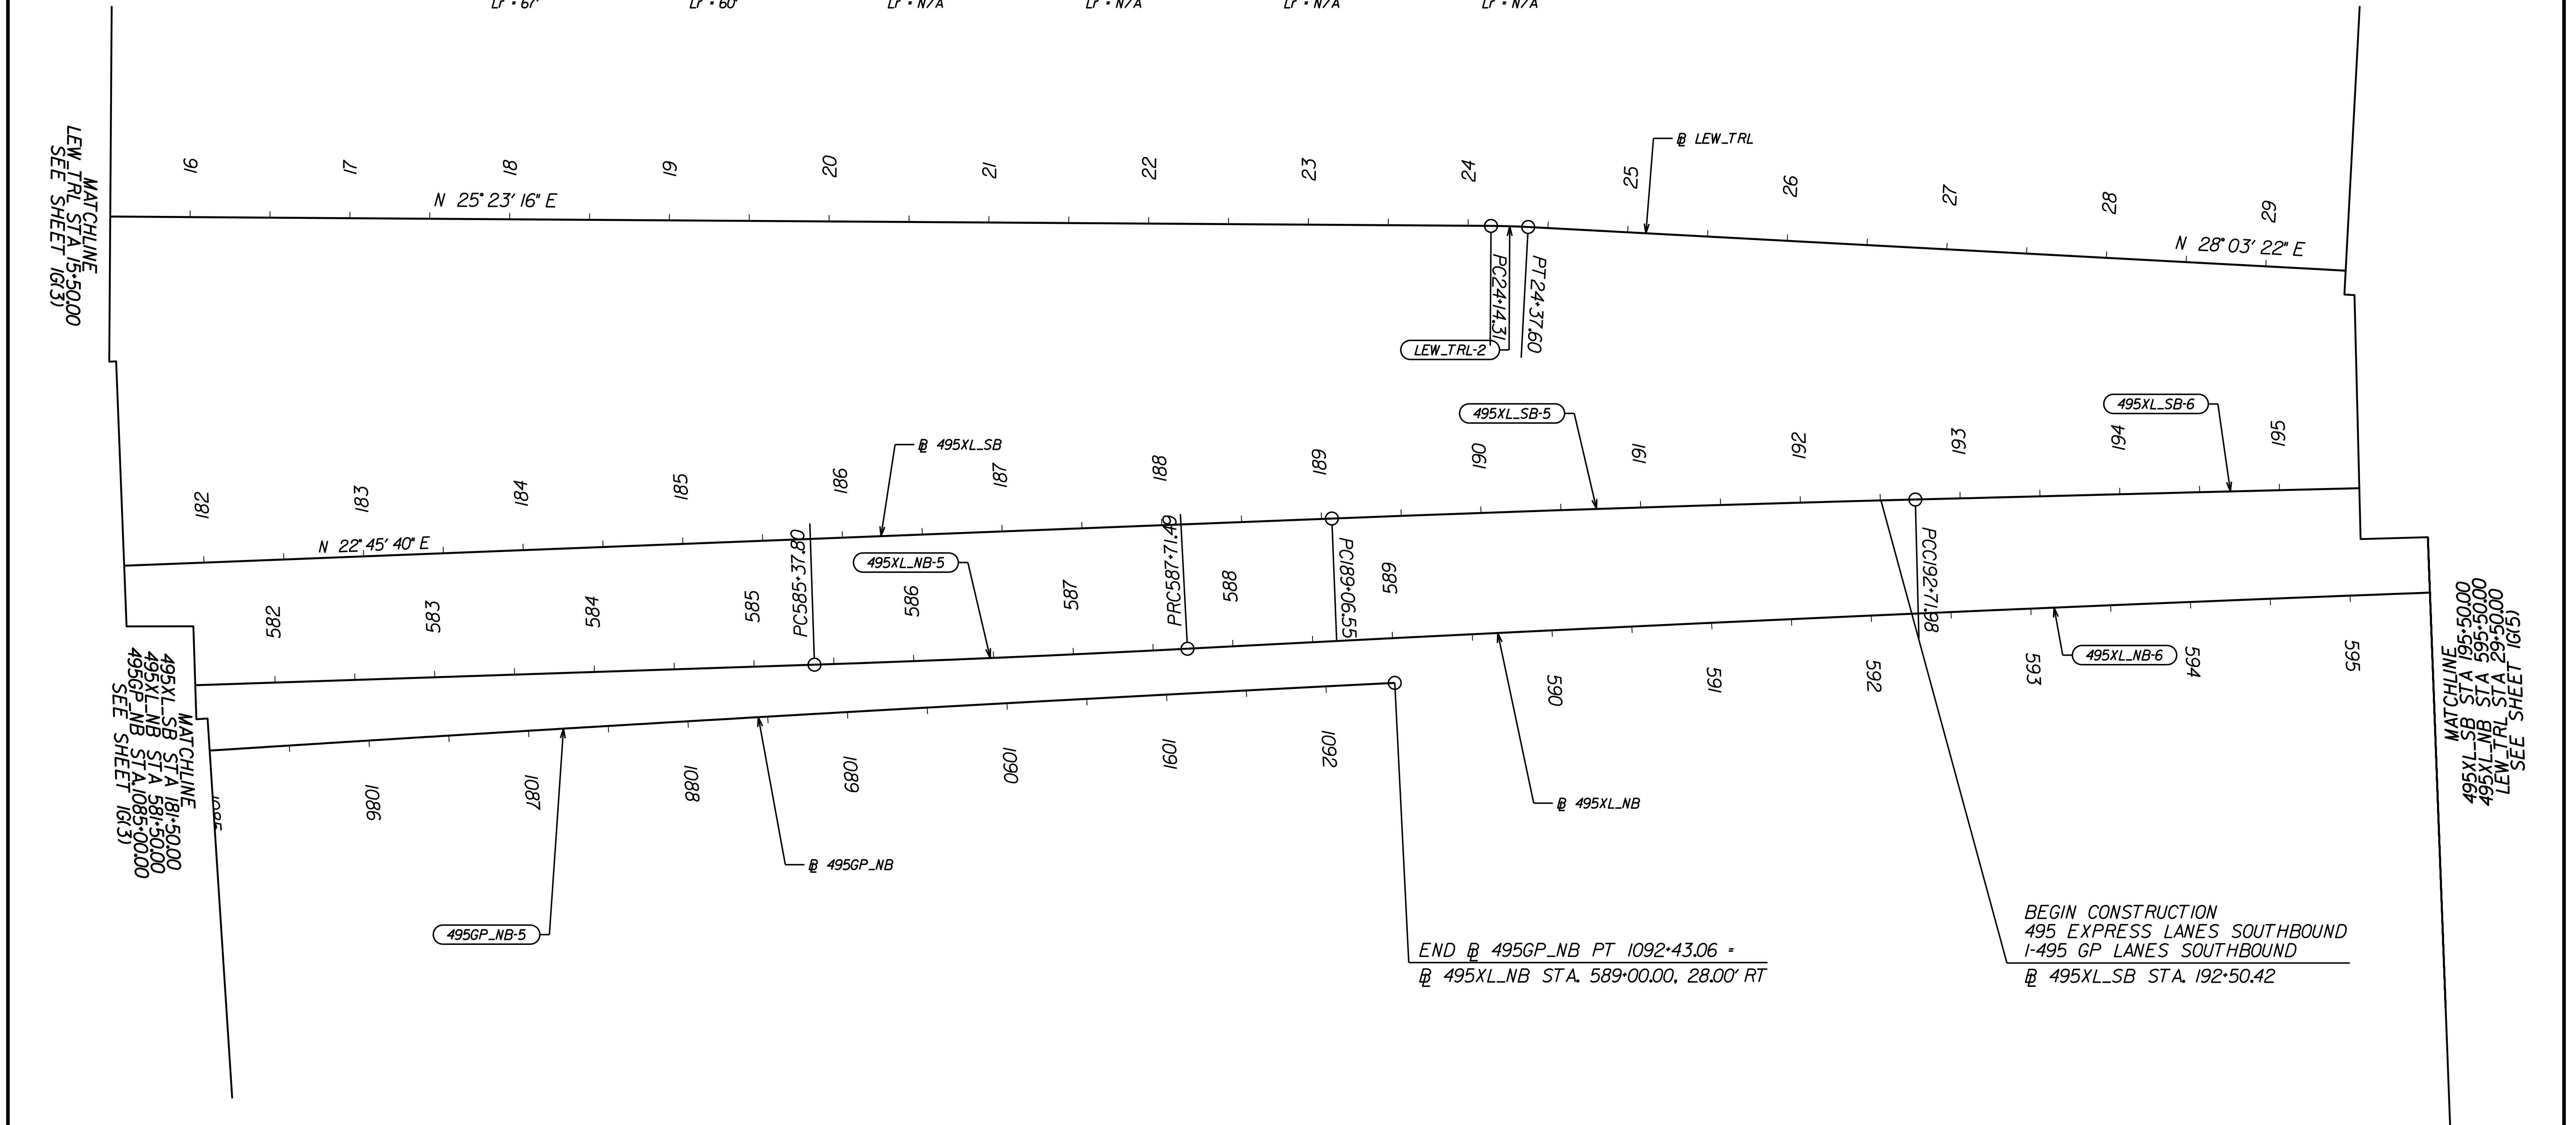 Lr = 67'
Lr = 60'
Lr = N/A
Lr = N/A
Lr = N/A
Lr = N/A
MATCHLINE
LEW_TRL STA 15+50.00
SEE SHEET 1G(3)
16
17
18
19
20
21
22
23
24
25
26
27
28
29
N 25° 23' 16" E
N 28° 03' 22" E
℄ LEW_TRL
PC24+14.31
PT24+37.60
LEW_TRL-2
495XL_SB-5
495XL_SB-6
℄ 495XL_SB
182
183
184
185
186
187
188
189
190
191
192
193
194
195
N 22° 45' 40" E
PC585+37.80
495XL_NB-5
PRC587+71.49
PC189+06.55
PCC192+71.98
582
583
584
585
586
587
588
589
590
591
592
593
594
595
495XL_NB-6
MATCHLINE
495XL_SB STA 181+50.00
495XL_NB STA 581+50.00
495GP_NB STA.1085+00.00
SEE SHEET 1G(3)
1085
1086
1087
1088
1089
1090
1091
1092
℄ 495XL_NB
℄ 495GP_NB
495GP_NB-5
END ℄ 495GP_NB PT 1092+43.06 =
℄ 495XL_NB STA. 589+00.00, 28.00' RT
BEGIN CONSTRUCTION
495 EXPRESS LANES SOUTHBOUND
I-495 GP LANES SOUTHBOUND
℄ 495XL_SB STA. 192+50.42
MATCHLINE
495XL_SB STA 195+50.00
495XL_NB STA 595+50.00
LEW_TRL STA 29+50.00
SEE SHEET 1G(5)